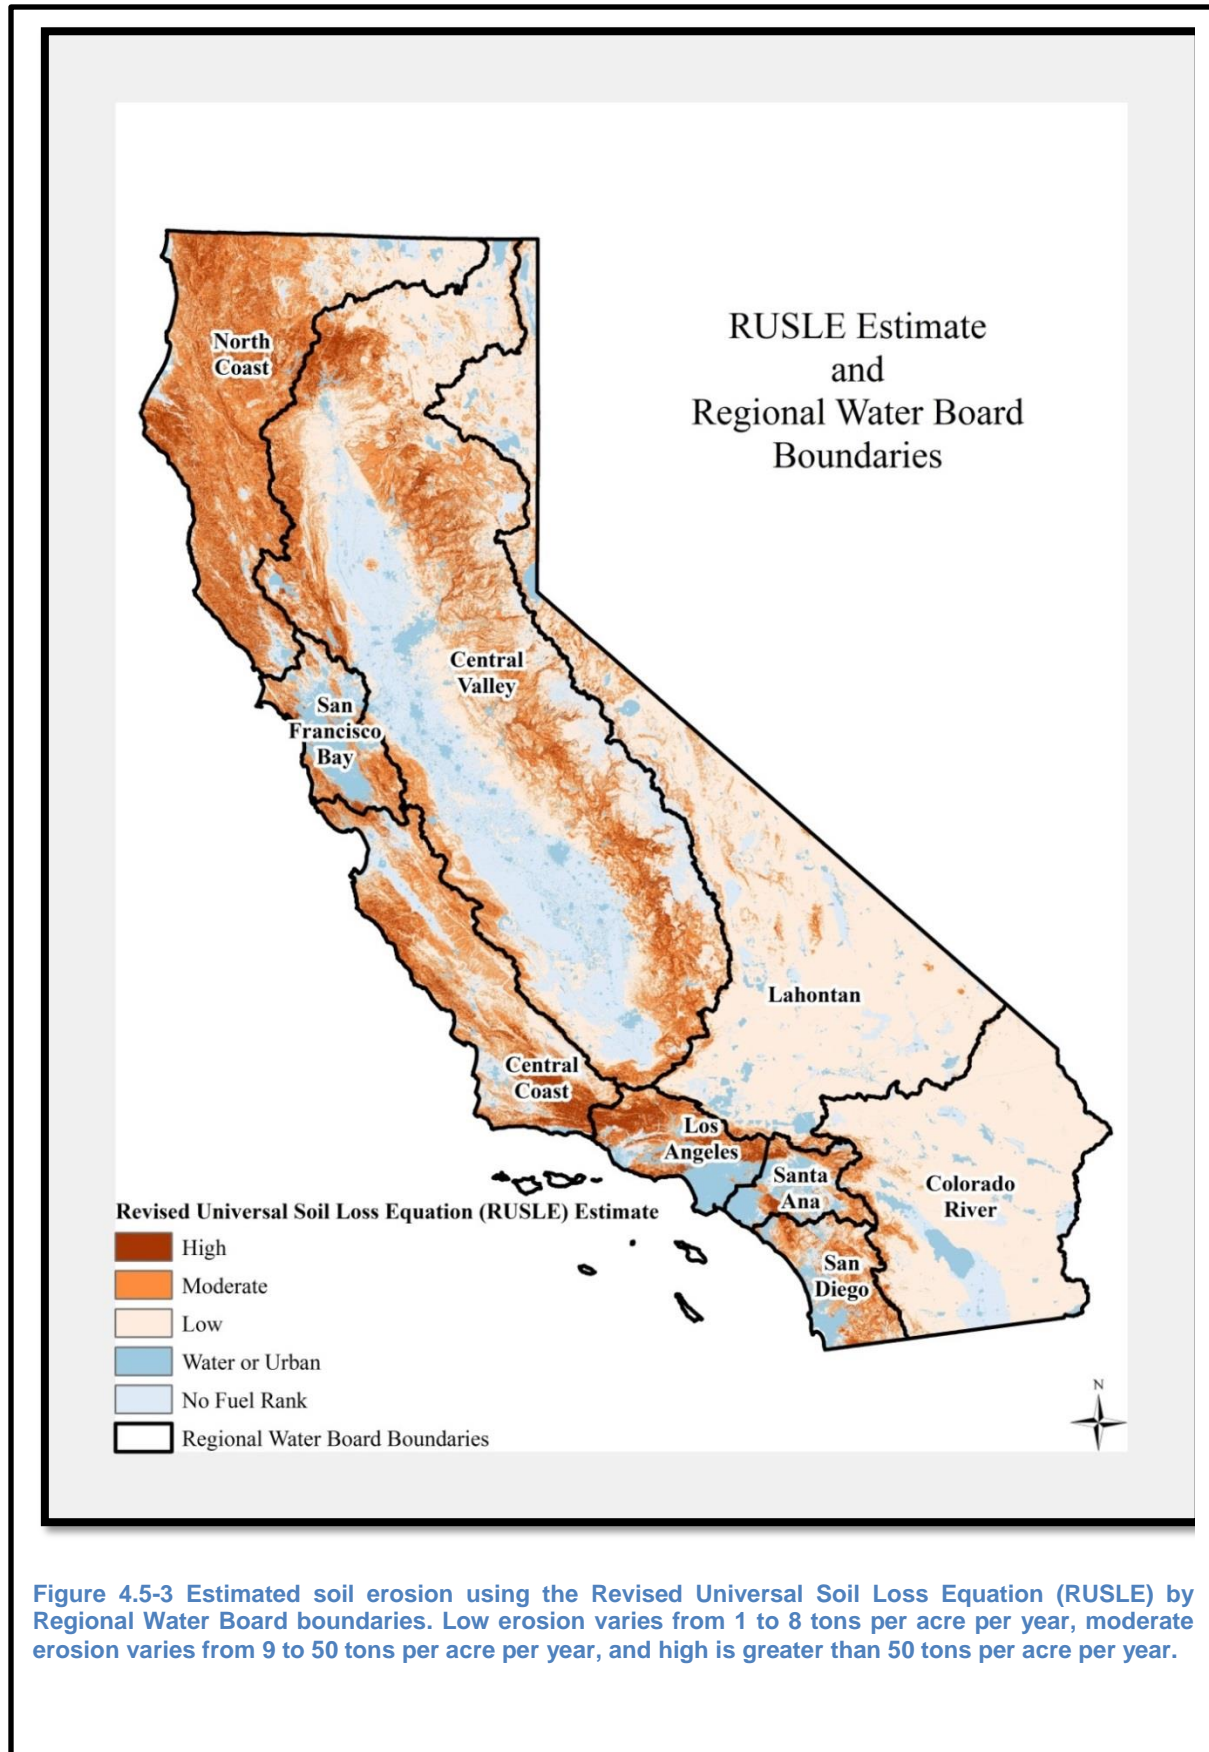 RUSLE Estimate
and
Regional Water Board
Boundaries
North
Coast
Central
Valley
San
Francisco
Bay
Lahontan
Central
Coast
Los
Angeles
Santa
Ana
Colorado
River
San
Diego
Revised Universal Soil Loss Equation (RUSLE) Estimate
High
Moderate
Low
Water or Urban
No Fuel Rank
Regional Water Board Boundaries
N
Figure 4.5-3 Estimated soil erosion using the Revised Universal Soil Loss Equation (RUSLE) by
Regional Water Board boundaries. Low erosion varies from 1 to 8 tons per acre per year, moderate
erosion varies from 9 to 50 tons per acre per year, and high is greater than 50 tons per acre per year.